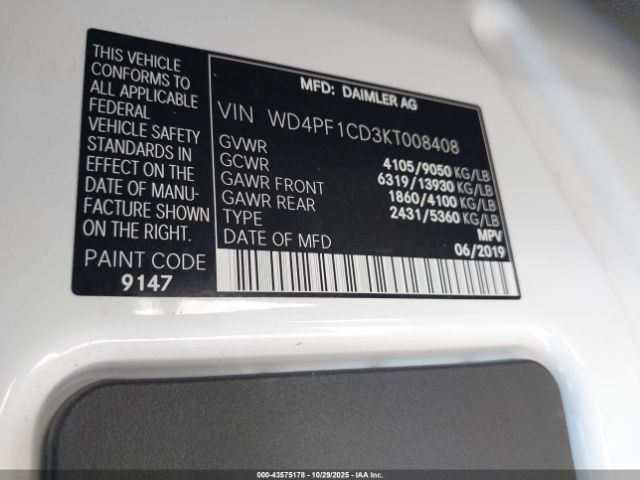 THIS VEHICLE
CONFORMS TO
ALL APPLICABLE
FEDERAL
VEHICLE SAFETY
STANDARDS IN
EFFECT ON THE
DATE OF MANU-
FACTURE SHOWN
ON THE RIGHT.
PAINT CODE
9147
MFD: DAIMLER AG
VIN WD4PF1CD3KT008408
GVWR 4105/9050 KG/LB
GCWR 6319/13930 KG/LB
GAWR FRONT 1860/4100 KG/LB
GAWR REAR 2431/5360 KG/LB
TYPE MPV
DATE OF MFD 06/2019
000-43575178 - 10/29/2025 - IAAI.COM